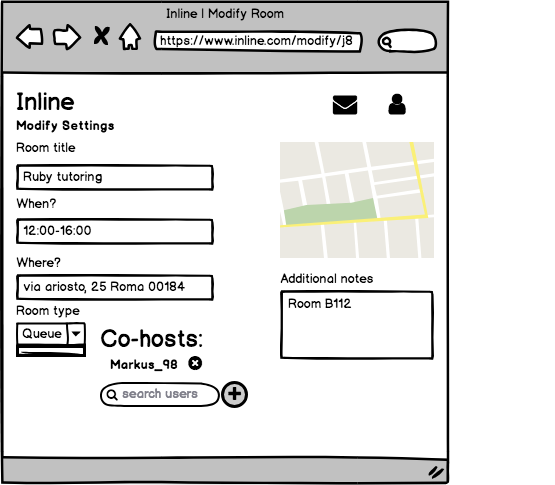 Inline | Modify Room
https://www.inline.com/modify/j8
Inline
Modify Settings
Room title
Ruby tutoring
When?
12:00-16:00
Where?
via ariosto, 25 Roma 00184
Room type
Queue
Co-hosts:
Markus_98
search users
Additional notes
Room B112